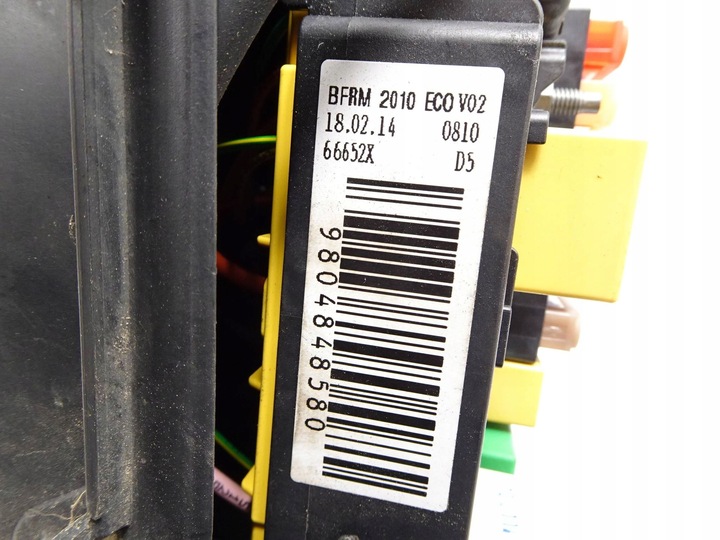 BFRM 2010 ECO V02
18.02.14 0810
66652X D5
9804848580